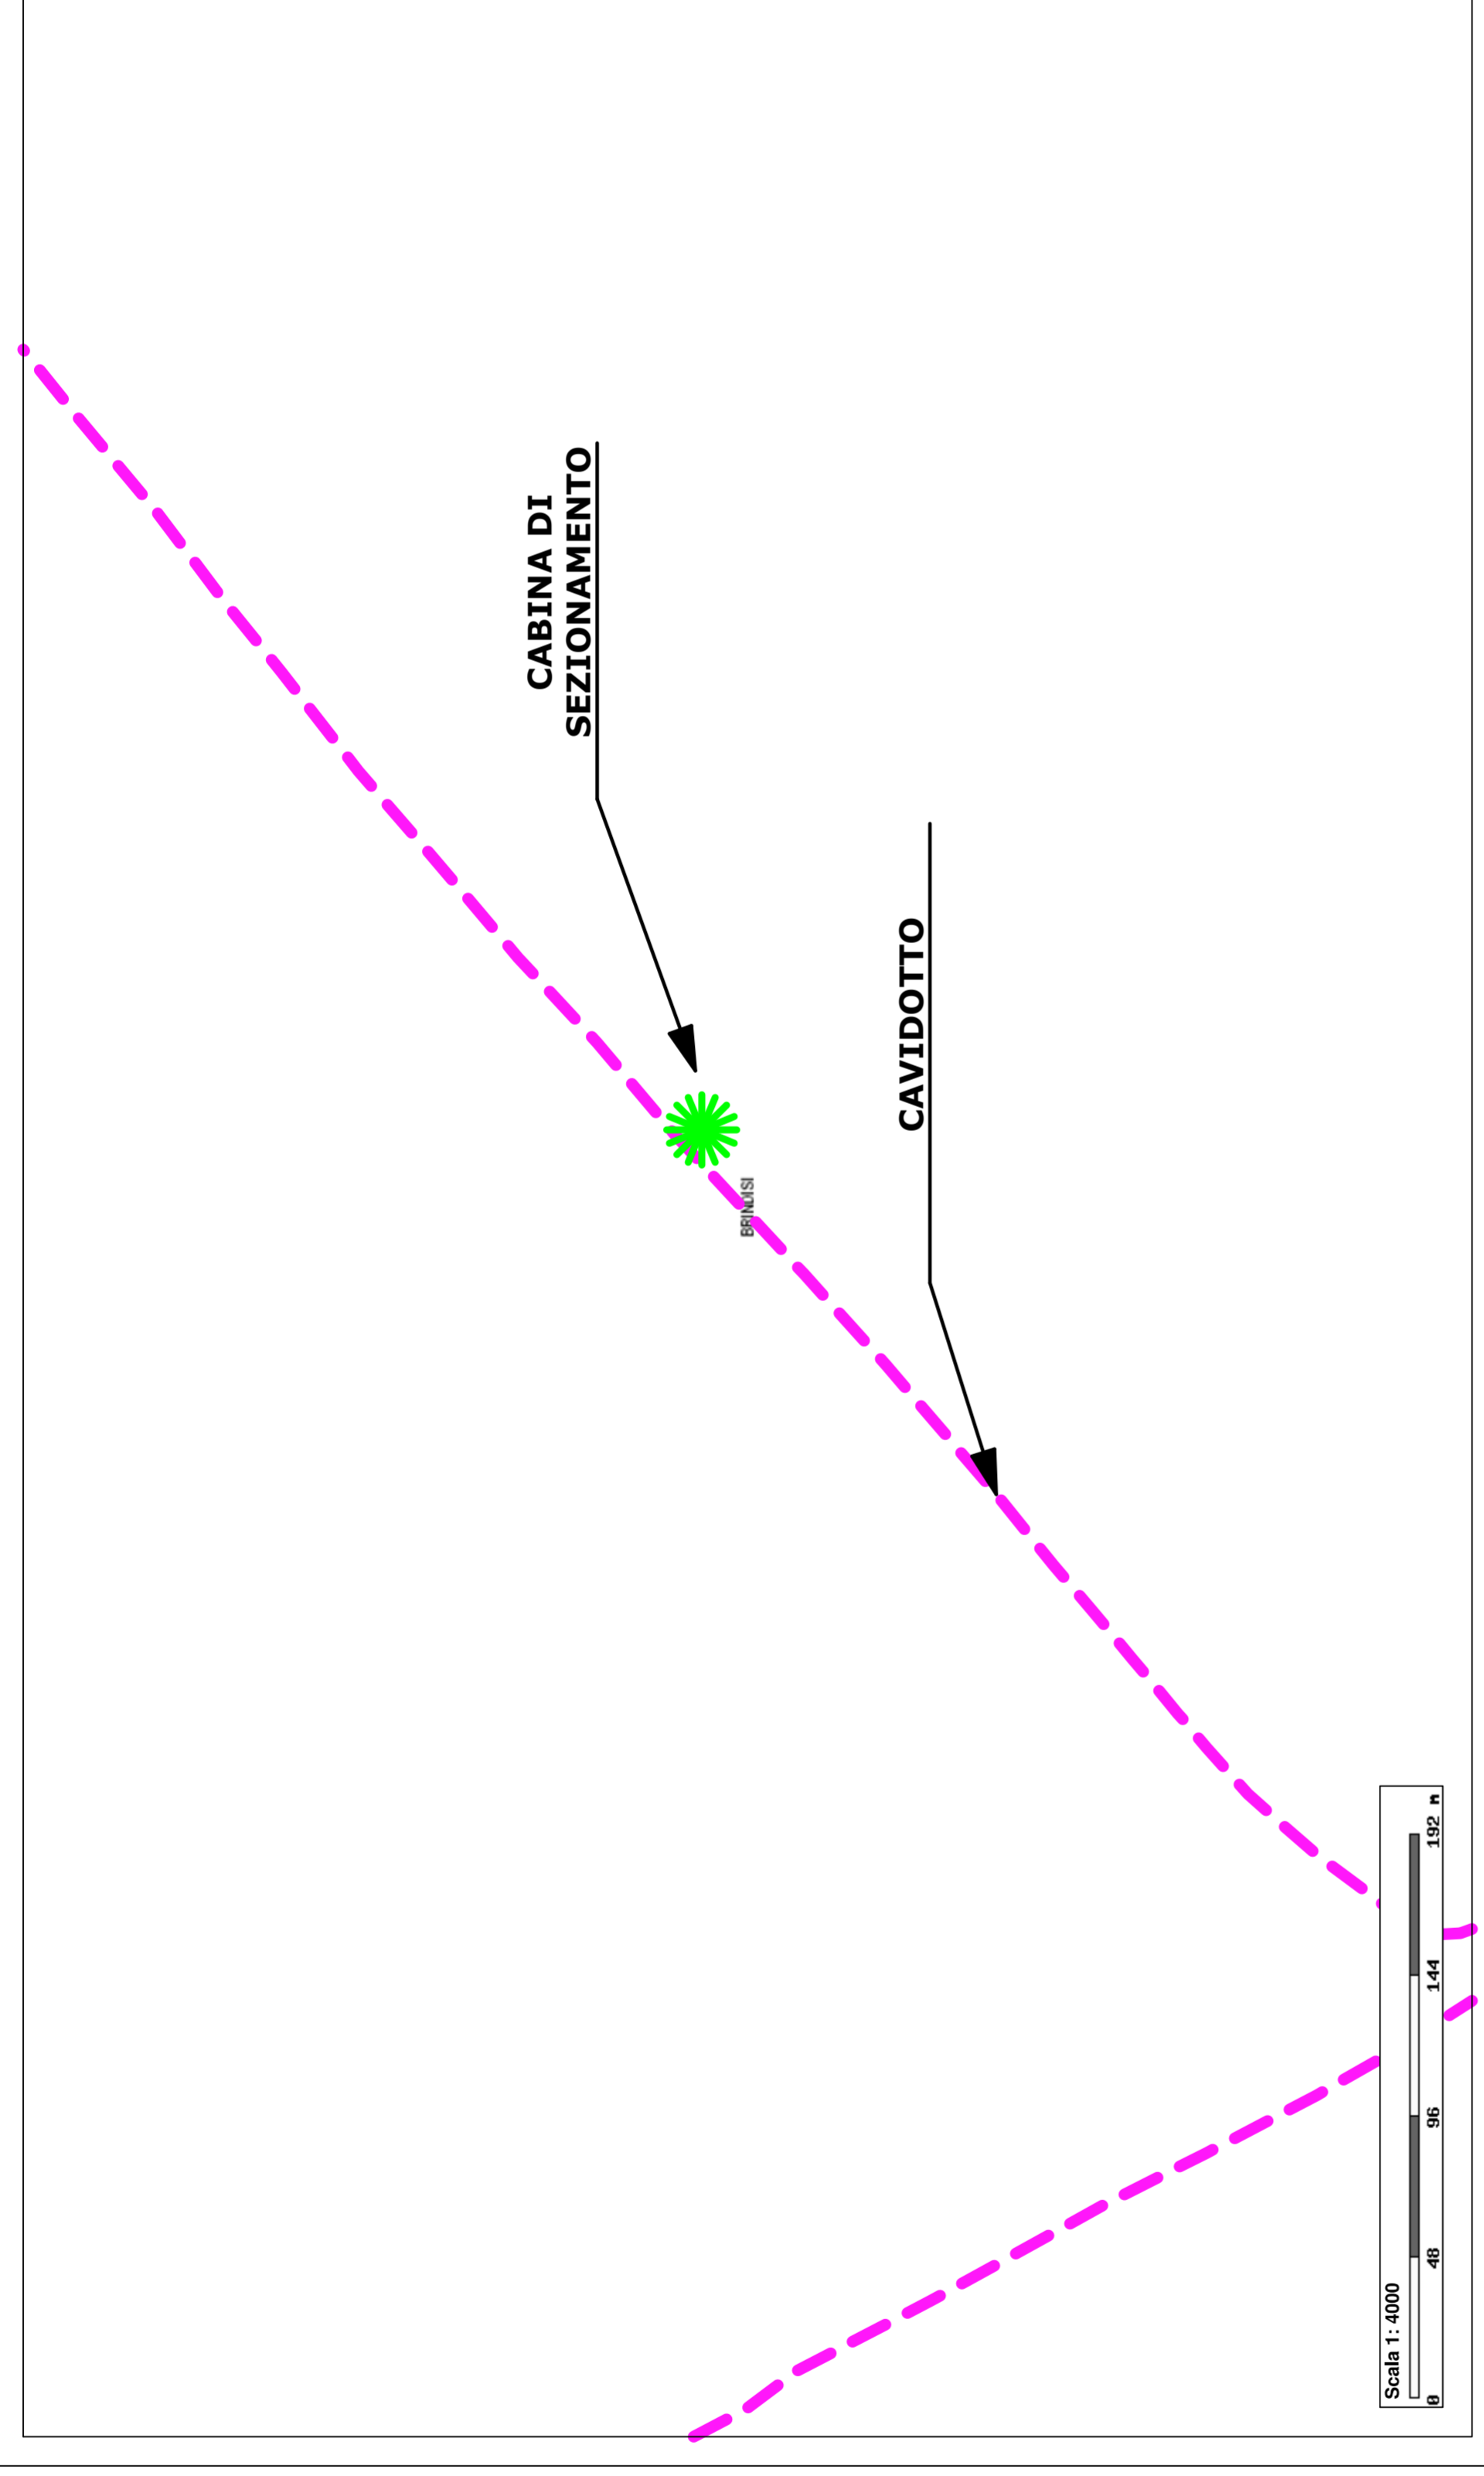 CABINA DI
SEZIONAMENTO
CAVIDOTTO
BRINDISI
Scala 1: 4000
0 48 96 144 192 m